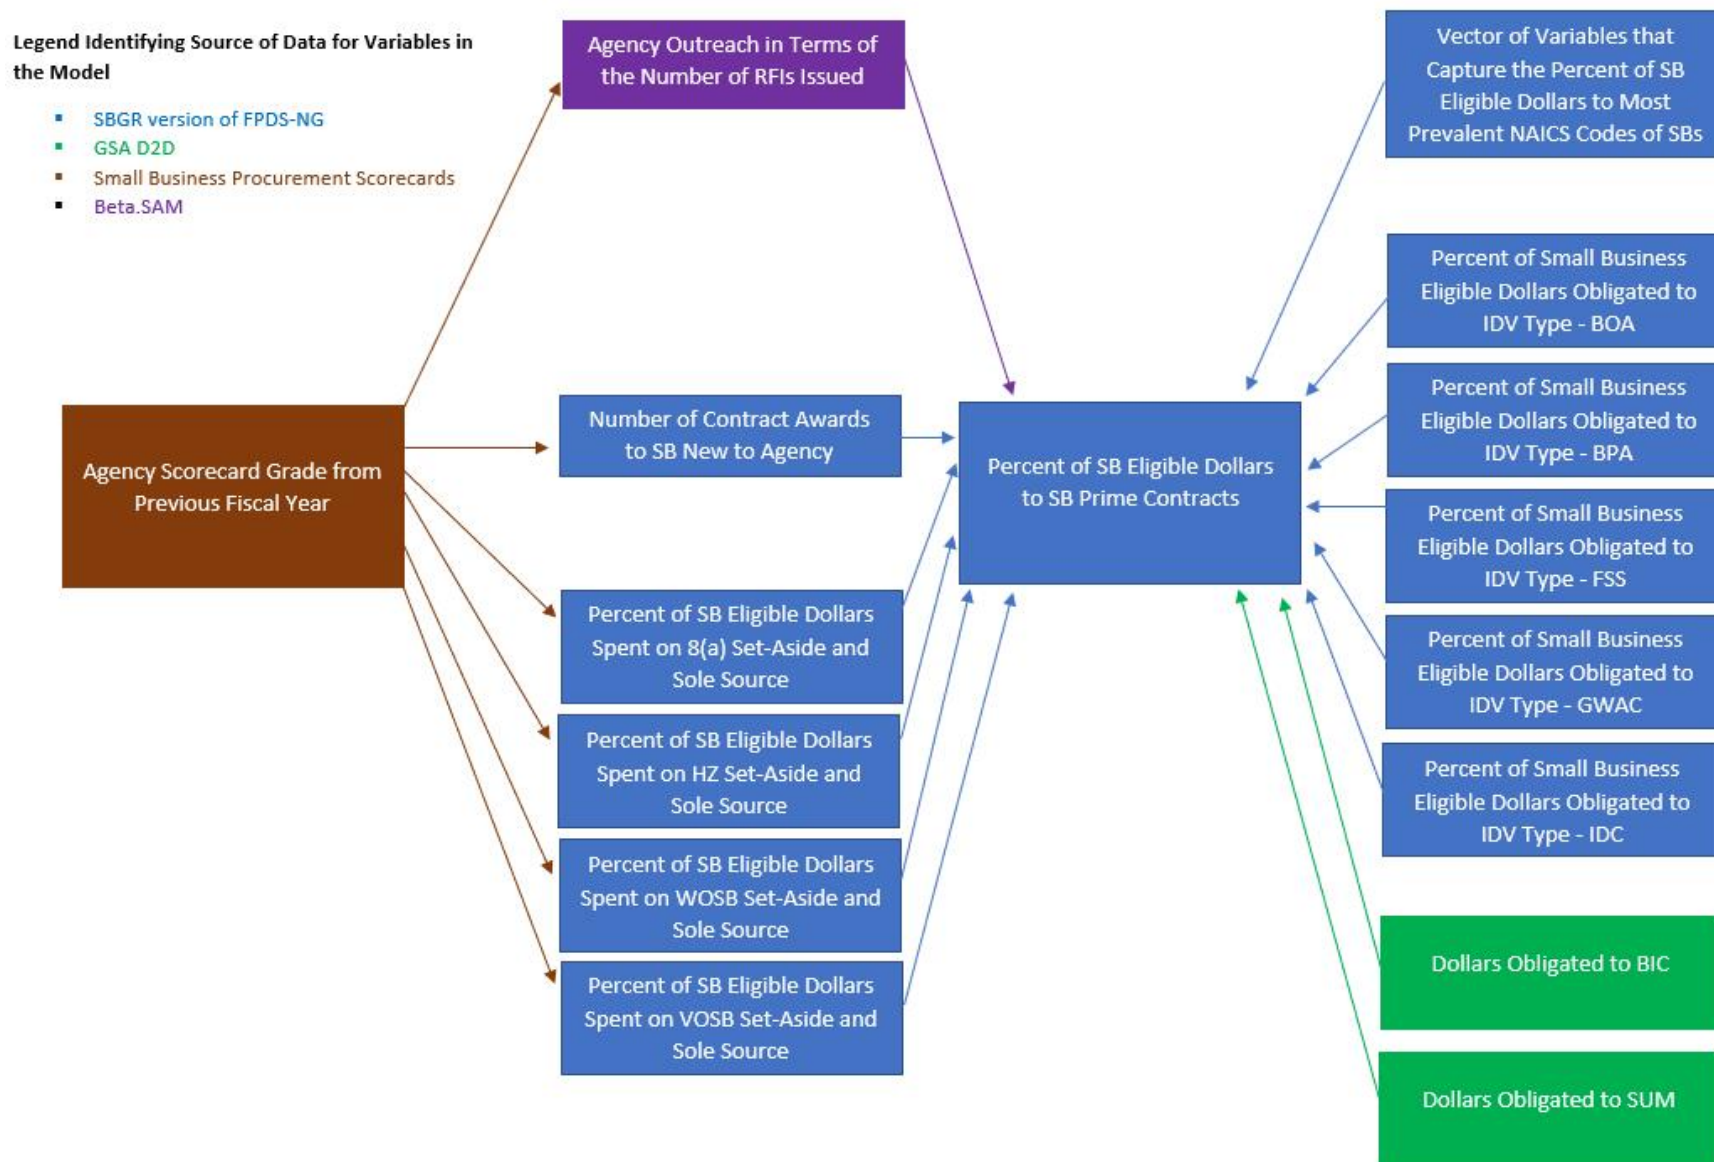 Legend Identifying Source of Data for Variables in
the Model
SBGR version of FPDS-NG
GSA D2D
Small Business Procurement Scorecards
Beta.SAM
Agency Outreach in Terms of
the Number of RFIs Issued
Vector of Variables that
Capture the Percent of SB
Eligible Dollars to Most
Prevalent NAICS Codes of SBs
Percent of Small Business
Eligible Dollars Obligated to
IDV Type - BOA
Percent of Small Business
Eligible Dollars Obligated to
IDV Type - BPA
Agency Scorecard Grade from
Previous Fiscal Year
Number of Contract Awards
to SB New to Agency
Percent of SB Eligible Dollars
to SB Prime Contracts
Percent of Small Business
Eligible Dollars Obligated to
IDV Type - FSS
Percent of SB Eligible Dollars
Spent on 8(a) Set-Aside and
Sole Source
Percent of Small Business
Eligible Dollars Obligated to
IDV Type - GWAC
Percent of SB Eligible Dollars
Spent on HZ Set-Aside and
Sole Source
Percent of Small Business
Eligible Dollars Obligated to
IDV Type - IDC
Percent of SB Eligible Dollars
Spent on WOSB Set-Aside and
Sole Source
Percent of SB Eligible Dollars
Spent on VOSB Set-Aside and
Sole Source
Dollars Obligated to BIC
Dollars Obligated to SUM